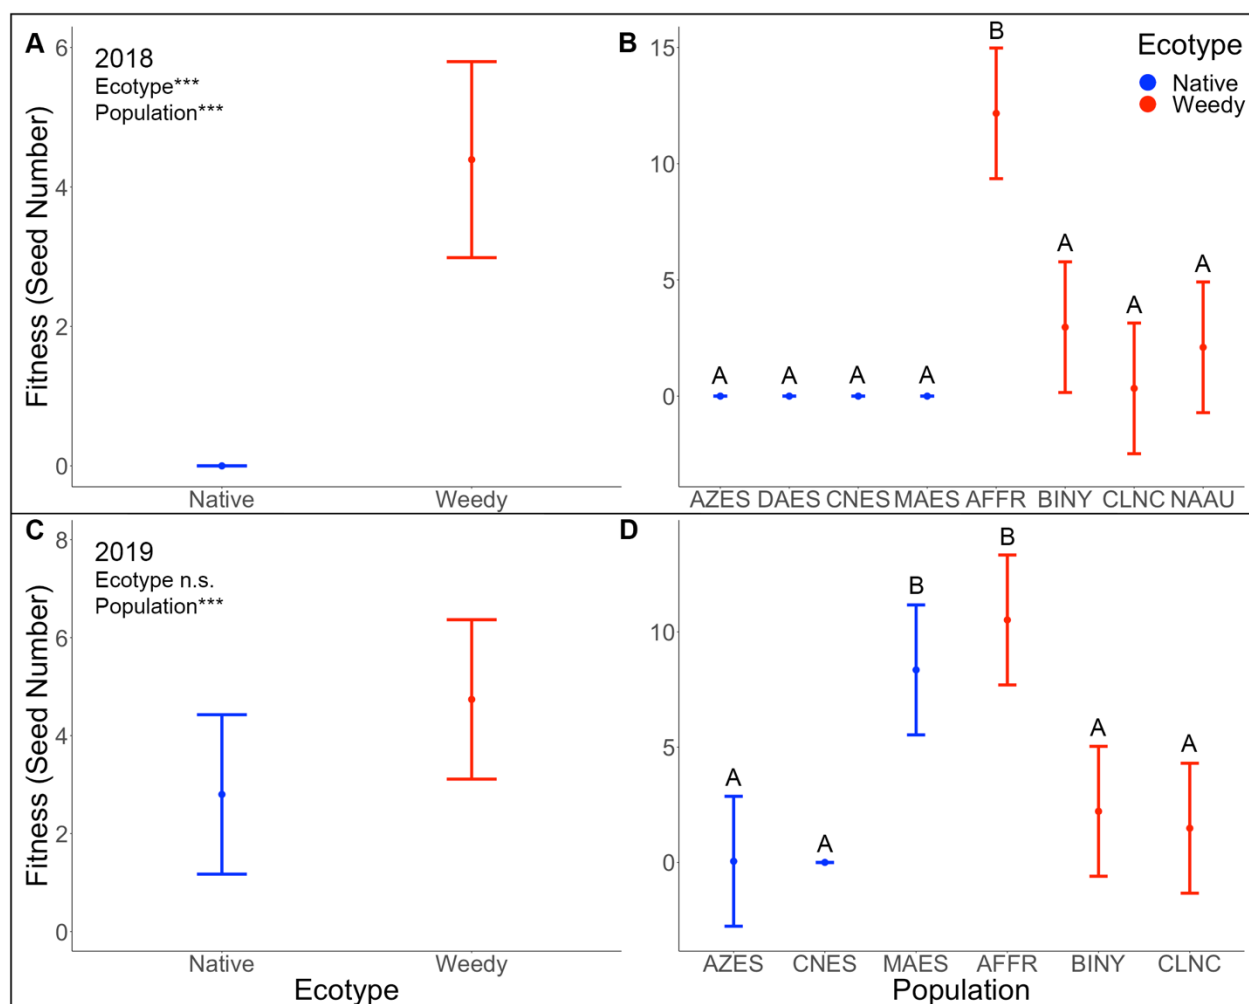 A
2018
Ecotype***
Population***
Fitness (Seed Number)
6
4
2
0
Native
Weedy
B
Ecotype
Native
Weedy
15
10
5
0
A
A
A
A
B
A
A
A
AZES
DAES
CNES
MAES
AFFR
BINY
CLNC
NAAU
C
2019
Ecotype n.s.
Population***
Fitness (Seed Number)
8
6
4
2
0
Native
Weedy
Ecotype
D
10
5
0
A
A
B
B
A
A
AZES
CNES
MAES
AFFR
BINY
CLNC
Population